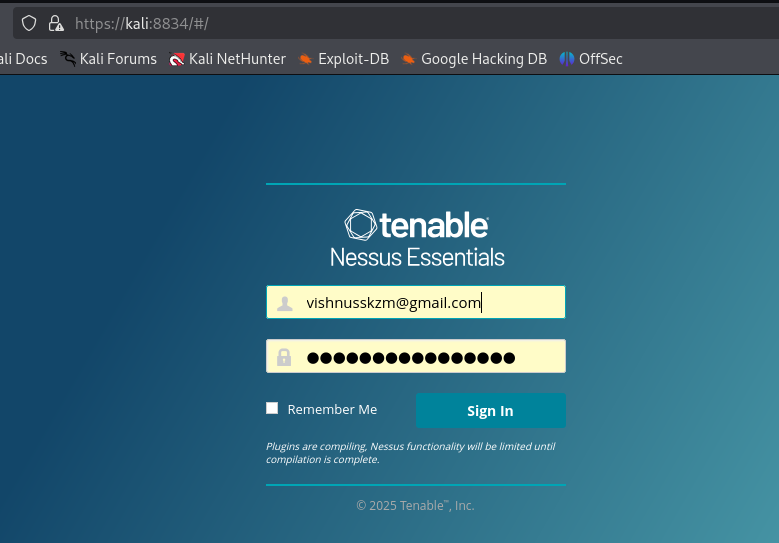 https://kali:8834/#/
ali Docs Kali Forums Kali NetHunter Exploit-DB Google Hacking DB OffSec
tenable
Nessus Essentials
vishnusskzm@gmail.com
Remember Me Sign In
Plugins are compiling, Nessus functionality will be limited until
compilation is complete.
© 2025 Tenable™, Inc.